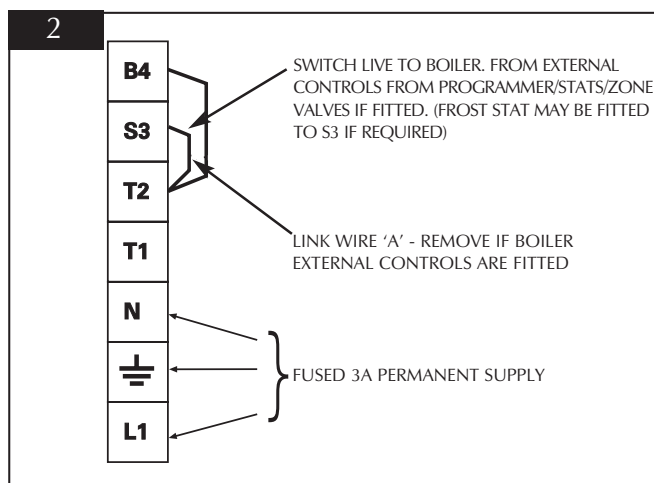 2
B4
S3
T2
T1
N
L1
SWITCH LIVE TO BOILER. FROM EXTERNAL
CONTROLS FROM PROGRAMMER/STATS/ZONE
VALVES IF FITTED. (FROST STAT MAY BE FITTED
TO S3 IF REQUIRED)
LINK WIRE ‘A’ - REMOVE IF BOILER
EXTERNAL CONTROLS ARE FITTED
FUSED 3A PERMANENT SUPPLY